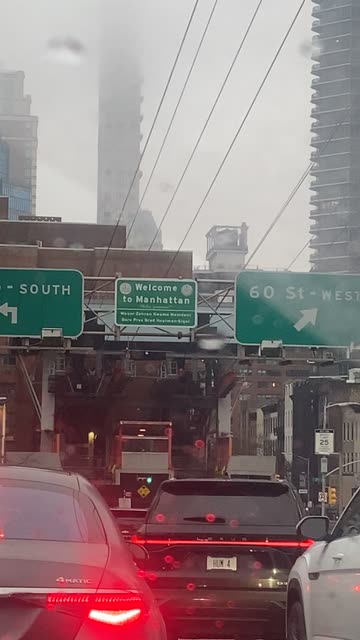 - SOUTH
Welcome
to Manhattan
Mayor Zohran Kwame Mamdani
Boro Pres Brad Hoylman-Sigal
60 St-WEST
25
4MATIC